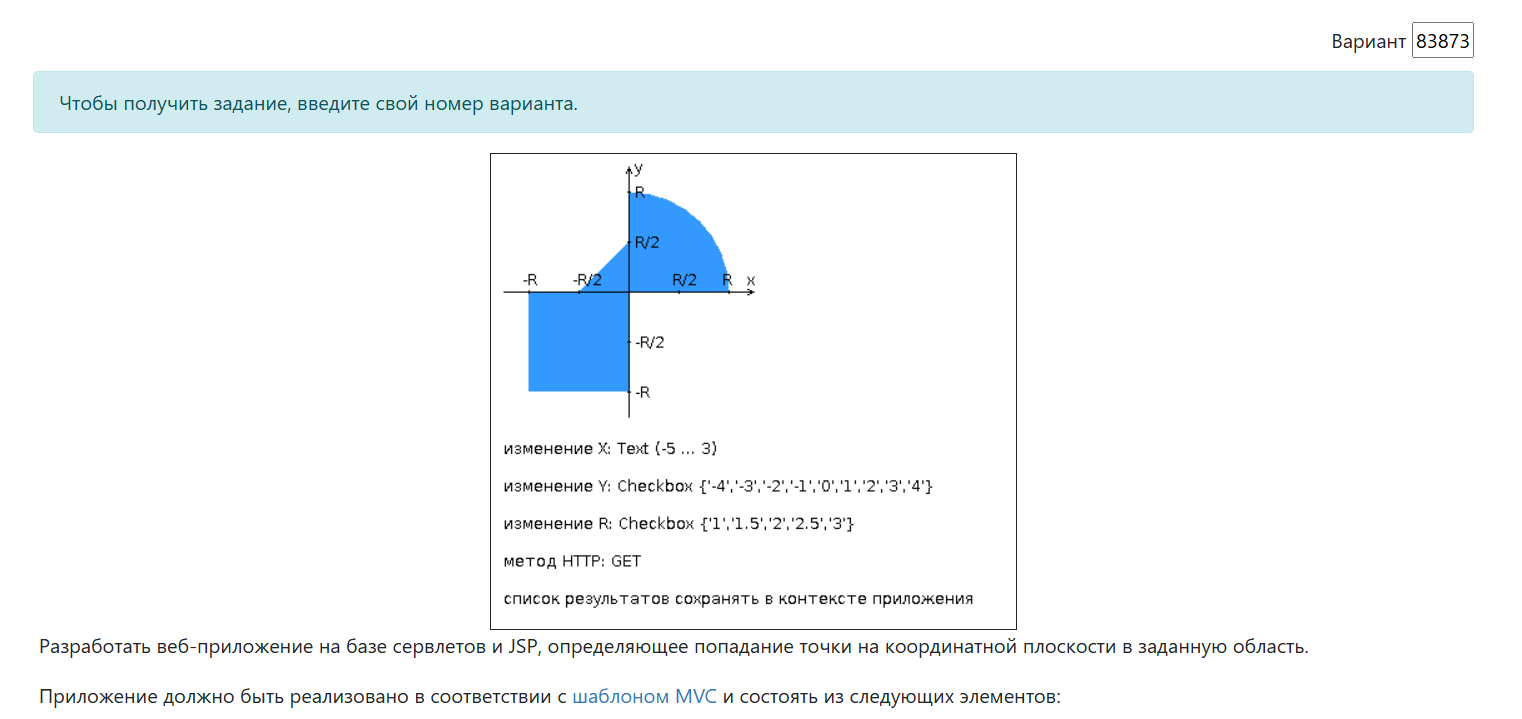 Вариант 83873
Чтобы получить задание, введите свой номер варианта.
y
R
R/2
-R -R/2 R/2 R x
-R/2
-R
изменение X: Text (-5 ... 3)
изменение Y: Checkbox {'-4','-3','-2','-1','0','1','2','3','4'}
изменение R: Checkbox {'1','1.5','2','2.5','3'}
метод HTTP: GET
список результатов сохранять в контексте приложения
Разработать веб-приложение на базе сервлетов и JSP, определяющее попадание точки на координатной плоскости в заданную область.
Приложение должно быть реализовано в соответствии с шаблоном MVC и состоять из следующих элементов: